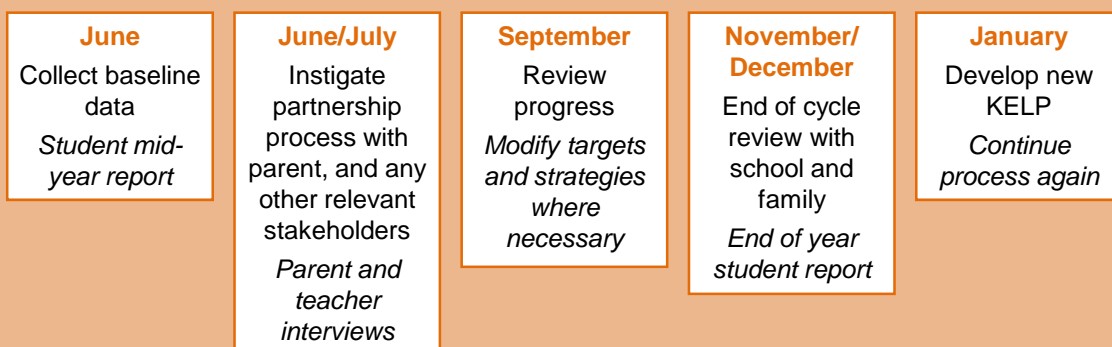 June
Collect baseline
data
Student mid-
year report
June/July
Instigate
partnership
process with
parent, and any
other relevant
stakeholders
Parent and
teacher
interviews
September
Review
progress
Modify targets
and strategies
where
necessary
November/
December
End of cycle
review with
school and
family
End of year
student report
January
Develop new
KELP
Continue
process again